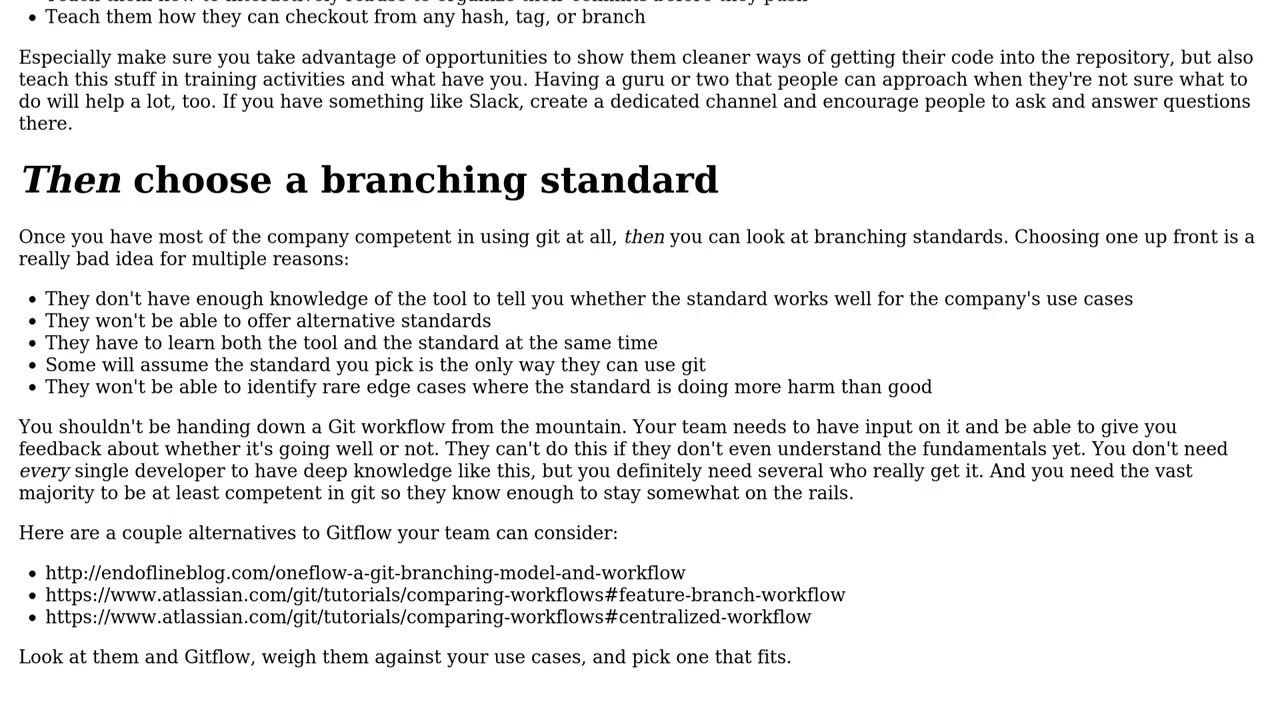 Teach them how they can checkout from any hash, tag, or branch
Especially make sure you take advantage of opportunities to show them cleaner ways of getting their code into the repository, but also
teach this stuff in training activities and what have you. Having a guru or two that people can approach when they're not sure what to
do will help a lot, too. If you have something like Slack, create a dedicated channel and encourage people to ask and answer questions
there.
Then choose a branching standard
Once you have most of the company competent in using git at all, then you can look at branching standards. Choosing one up front is a
really bad idea for multiple reasons:
They don't have enough knowledge of the tool to tell you whether the standard works well for the company's use cases
They won't be able to offer alternative standards
They have to learn both the tool and the standard at the same time
Some will assume the standard you pick is the only way they can use git
They won't be able to identify rare edge cases where the standard is doing more harm than good
You shouldn't be handing down a Git workflow from the mountain. Your team needs to have input on it and be able to give you
feedback about whether it's going well or not. They can't do this if they don't even understand the fundamentals yet. You don't need
every single developer to have deep knowledge like this, but you definitely need several who really get it. And you need the vast
majority to be at least competent in git so they know enough to stay somewhat on the rails.
Here are a couple alternatives to Gitflow your team can consider:
http://endoflineblog.com/oneflow-a-git-branching-model-and-workflow
https://www.atlassian.com/git/tutorials/comparing-workflows#feature-branch-workflow
https://www.atlassian.com/git/tutorials/comparing-workflows#centralized-workflow
Look at them and Gitflow, weigh them against your use cases, and pick one that fits.